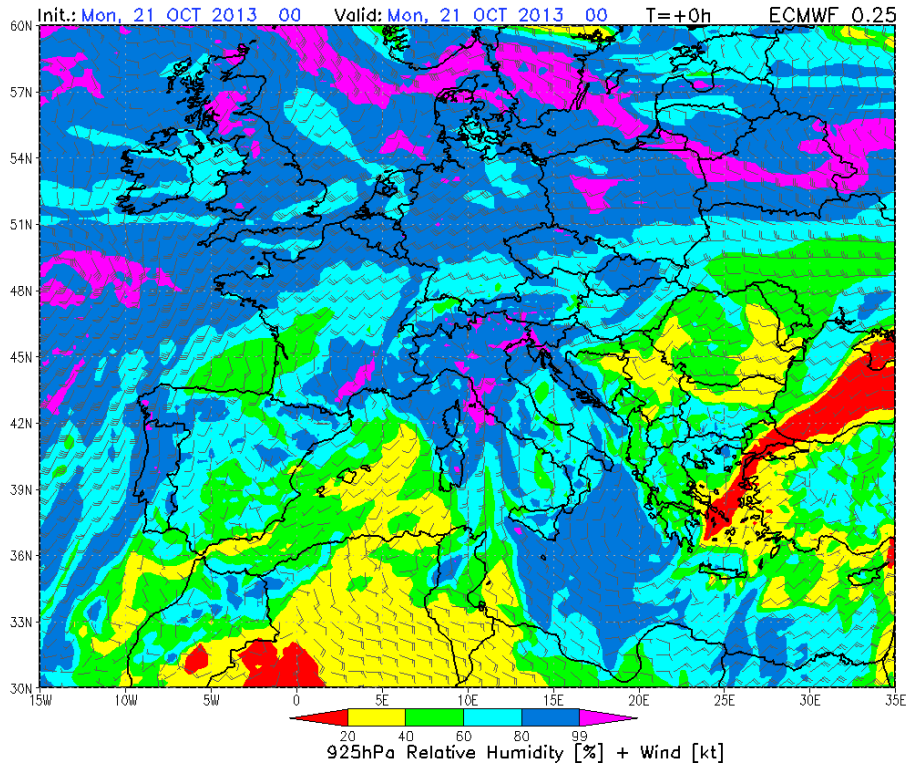 Init.: Mon, 21 OCT 2013 00 Valid: Mon, 21 OCT 2013 00 T=+0h ECMWF 0.25
60N
57N
54N
51N
48N
45N
42N
39N
36N
33N
30N
15W 10W 5W 0 5E 10E 15E 20E 25E 30E 35E
20 40 60 80 99
925hPa Relative Humidity [%] + Wind [kt]